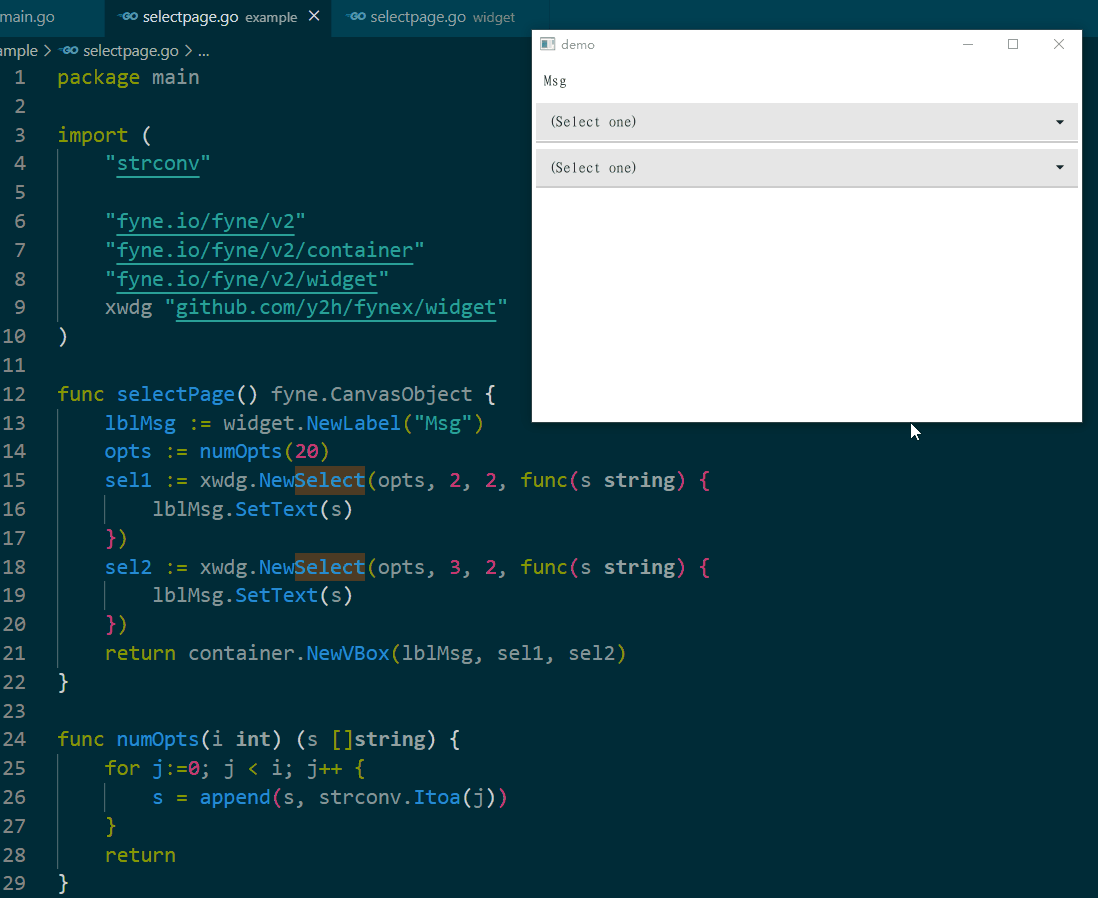 main.go
selectpage.go example
selectpage.go widget
ample > selectpage.go > ...
demo
Msg
(Select one)
(Select one)
1 package main
2
3 import (
4 "strconv"
5
6 "fyne.io/fyne/v2"
7 "fyne.io/fyne/v2/container"
8 "fyne.io/fyne/v2/widget"
9 xwdg "github.com/y2h/fynex/widget"
10 )
11
12 func selectPage() fyne.CanvasObject {
13 lblMsg := widget.NewLabel("Msg")
14 opts := numOpts(20)
15 sel1 := xwdg.NewSelect(opts, 2, 2, func(s string) {
16 lblMsg.SetText(s)
17 })
18 sel2 := xwdg.NewSelect(opts, 3, 2, func(s string) {
19 lblMsg.SetText(s)
20 })
21 return container.NewVBox(lblMsg, sel1, sel2)
22 }
23
24 func numOpts(i int) (s []string) {
25 for j:=0; j < i; j++ {
26 s = append(s, strconv.Itoa(j))
27 }
28 return
29 }